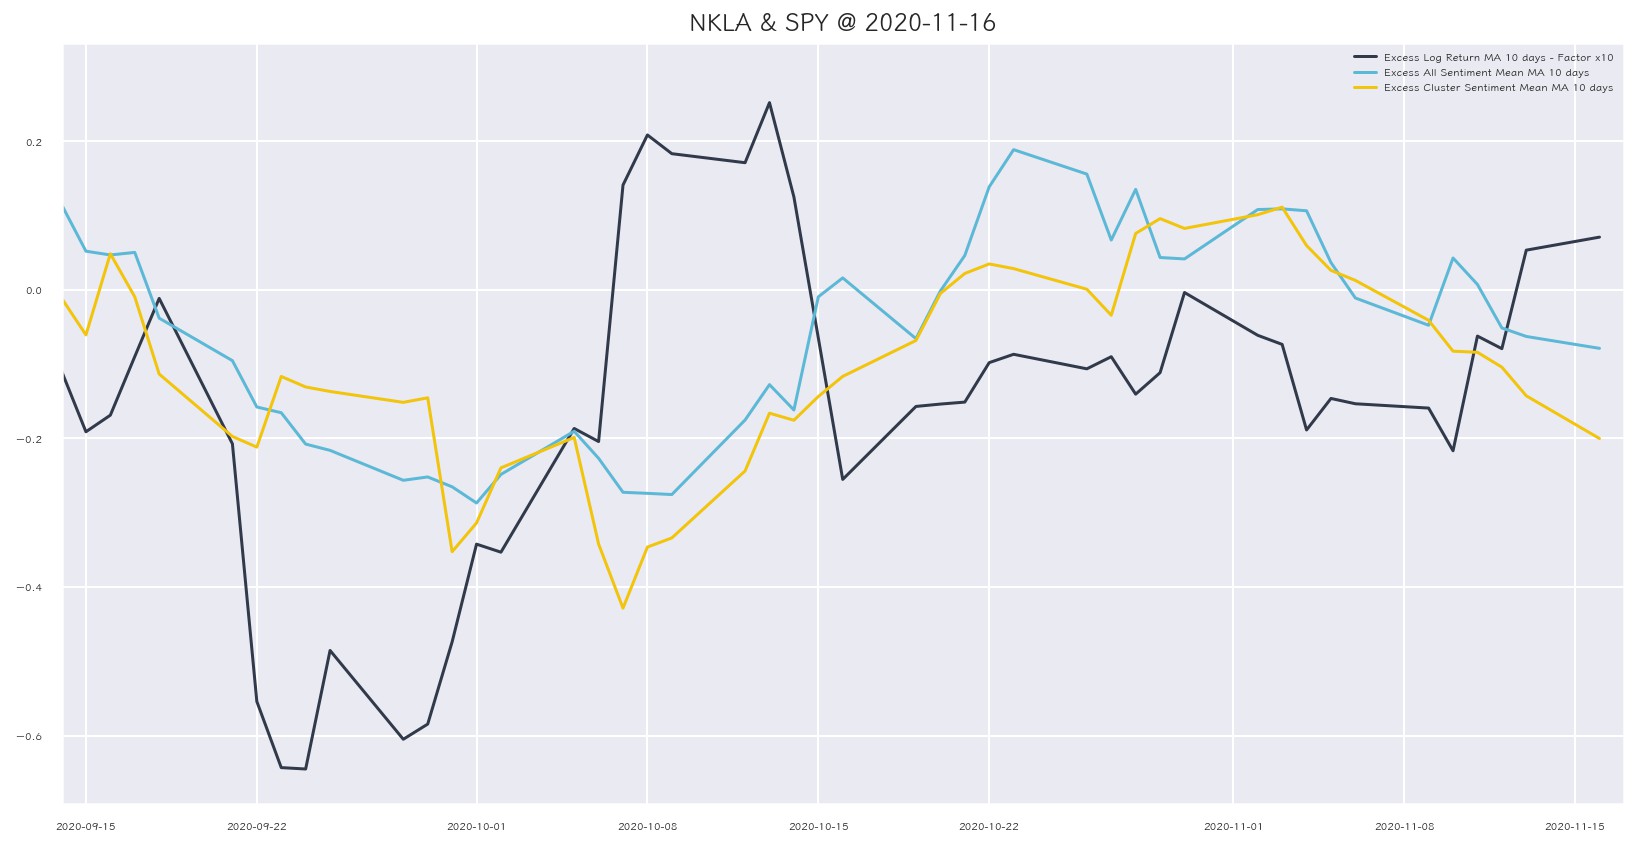 NKLA & SPY @ 2020-11-16
Excess Log Return MA 10 days - Factor x10
Excess All Sentiment Mean MA 10 days
Excess Cluster Sentiment Mean MA 10 days
0.2
0.0
−0.2
−0.4
−0.6
2020-09-15 2020-09-22 2020-10-01 2020-10-08 2020-10-15 2020-10-22 2020-11-01 2020-11-08 2020-11-15